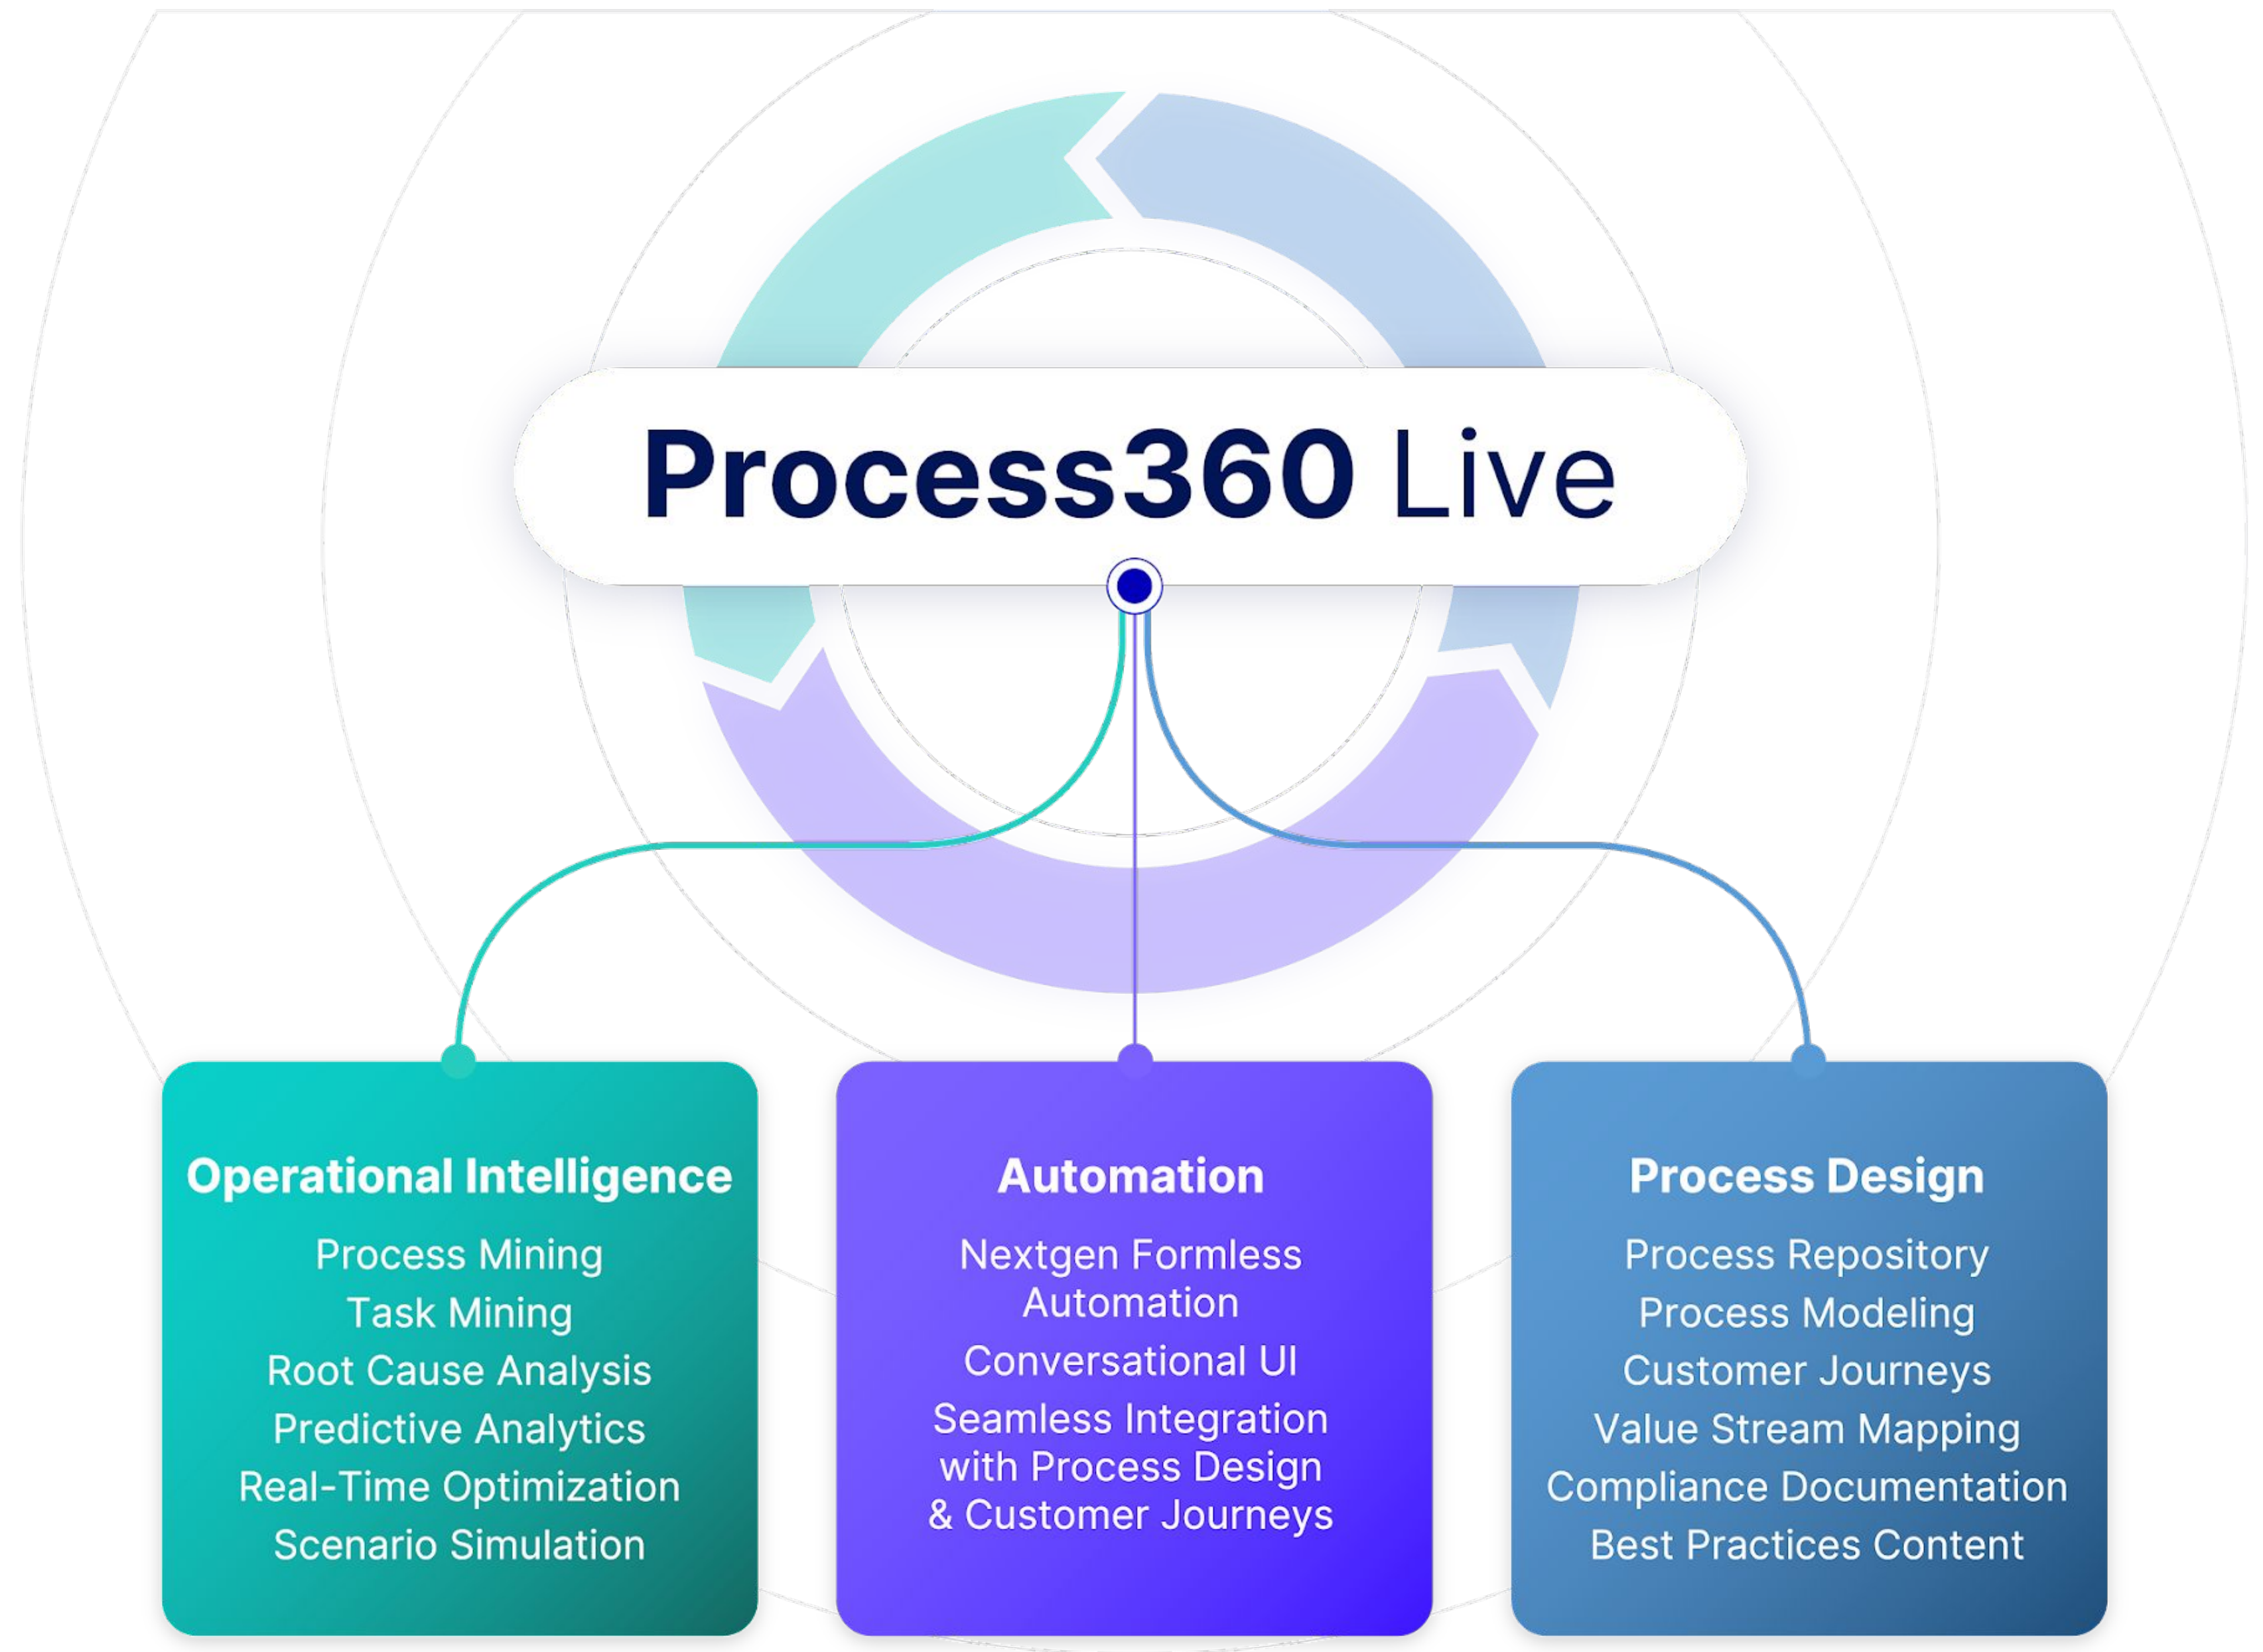 Process360 Live
Operational Intelligence
Process Mining
Task Mining
Root Cause Analysis
Predictive Analytics
Real-Time Optimization
Scenario Simulation
Automation
Nextgen Formless
Automation
Conversational UI
Seamless Integration
with Process Design
& Customer Journeys
Process Design
Process Repository
Process Modeling
Customer Journeys
Value Stream Mapping
Compliance Documentation
Best Practices Content